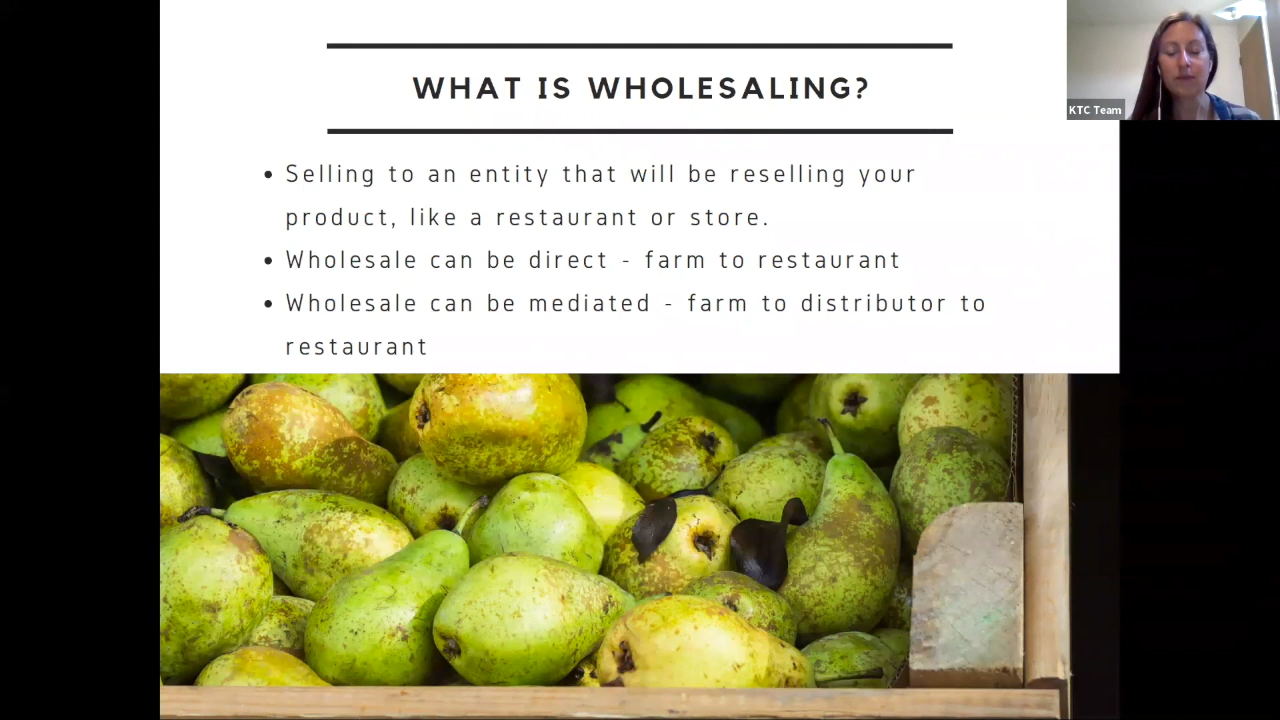 WHAT IS WHOLESALING?
KTC Team
• Selling to an entity that will be reselling your
product, like a restaurant or store.
• Wholesale can be direct - farm to restaurant
• Wholesale can be mediated - farm to distributor to
restaurant